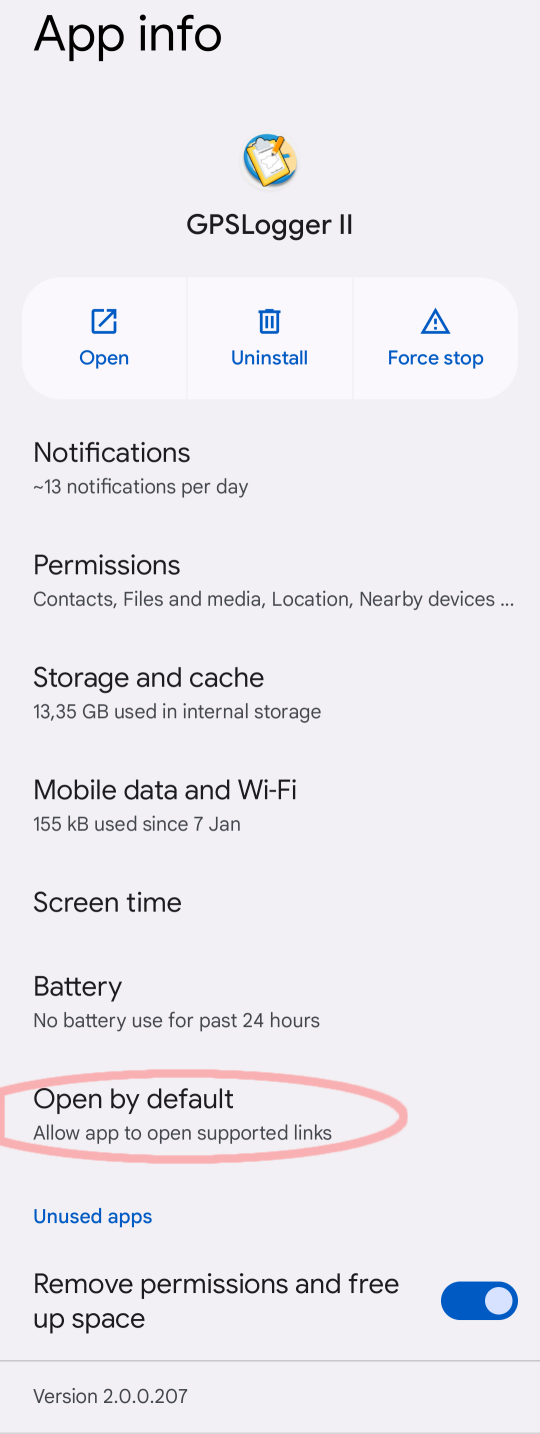 App info
GPSLogger II
Open
Uninstall
Force stop
Notifications
~13 notifications per day
Permissions
Contacts, Files and media, Location, Nearby devices ...
Storage and cache
13,35 GB used in internal storage
Mobile data and Wi-Fi
155 kB used since 7 Jan
Screen time
Battery
No battery use for past 24 hours
Open by default
Allow app to open supported links
Unused apps
Remove permissions and free
up space
Version 2.0.0.207